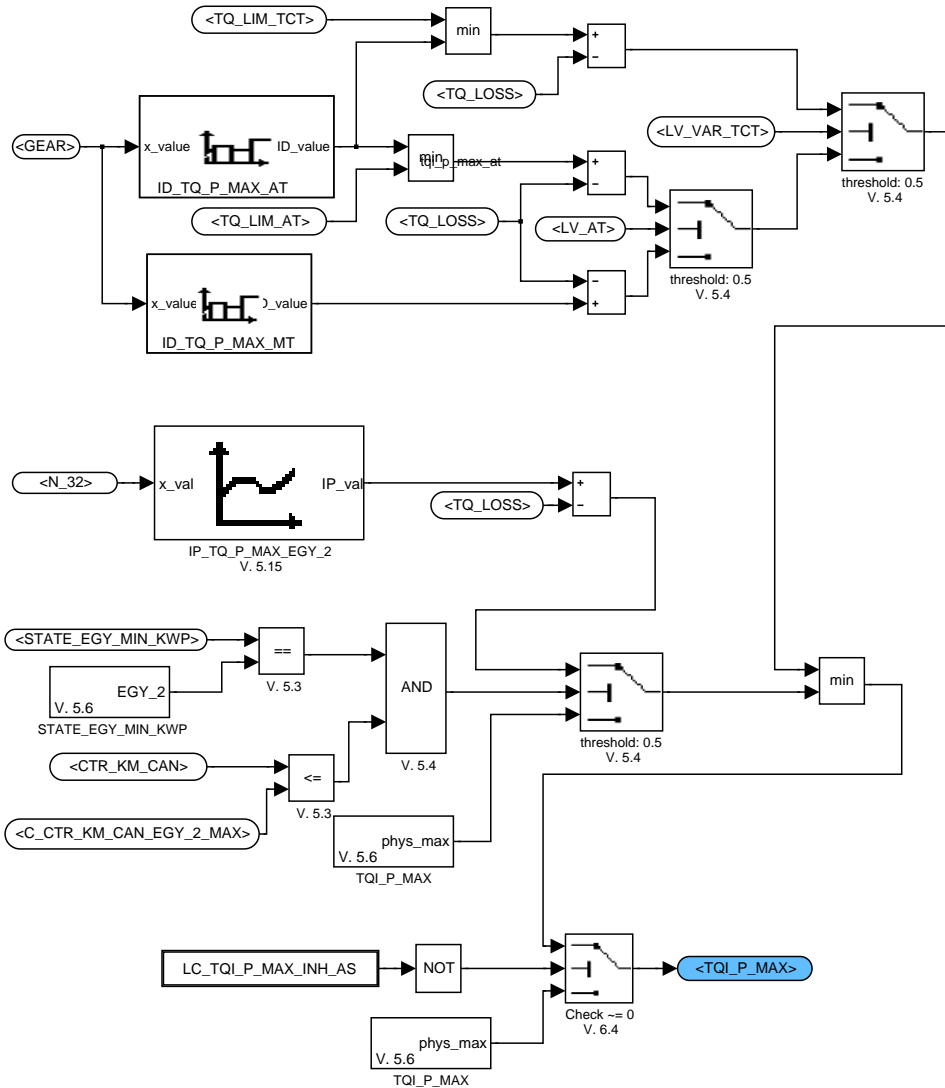 <TQ_LIM_TCT>
min
+
−
<TQ_LOSS>
<GEAR>
x_value
ID_value
ID_TQ_P_MAX_AT
min
tqi_p_max_at
<TQ_LIM_AT>
<TQ_LOSS>
+
−
<LV_AT>
<LV_VAR_TCT>
threshold: 0.5
V. 5.4
threshold: 0.5
V. 5.4
−
+
x_value
D_value
ID_TQ_P_MAX_MT
<N_32>
x_val
IP_val
IP_TQ_P_MAX_EGY_2
V. 5.15
<TQ_LOSS>
+
−
<STATE_EGY_MIN_KWP>
==
V. 5.3
EGY_2
V. 5.6
STATE_EGY_MIN_KWP
AND
V. 5.4
<CTR_KM_CAN>
<=
V. 5.3
<C_CTR_KM_CAN_EGY_2_MAX>
phys_max
V. 5.6
TQI_P_MAX
threshold: 0.5
V. 5.4
min
LC_TQI_P_MAX_INH_AS
NOT
Check ~= 0
V. 6.4
<TQI_P_MAX>
phys_max
V. 5.6
TQI_P_MAX